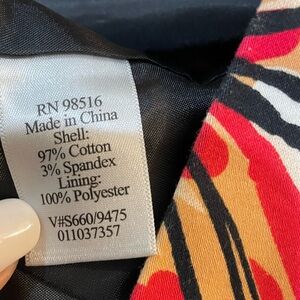 RN 98516
Made in China
Shell:
97% Cotton
3% Spandex
Lining:
100% Polyester
V#S660/9475
011037357